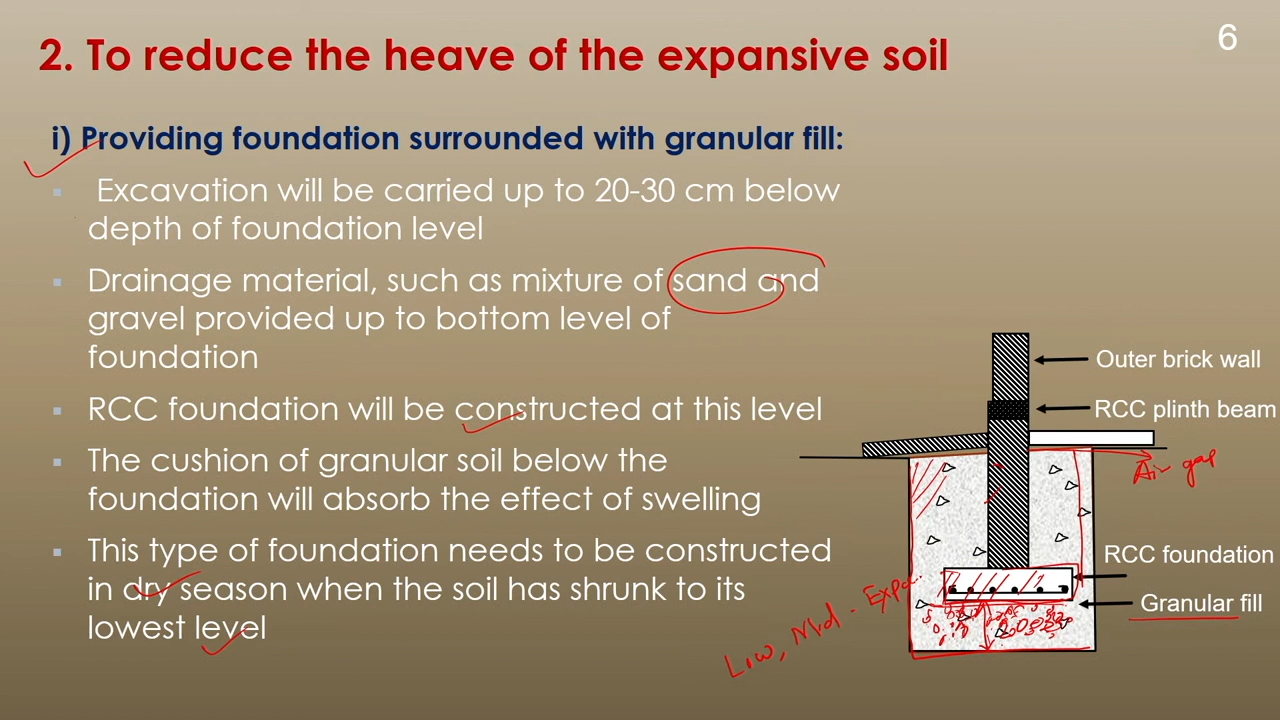 6
2. To reduce the heave of the expansive soil
i) Providing foundation surrounded with granular fill:
Excavation will be carried up to 20-30 cm below
depth of foundation level
Drainage material, such as mixture of sand and
gravel provided up to bottom level of
foundation
RCC foundation will be constructed at this level
The cushion of granular soil below the
foundation will absorb the effect of swelling
This type of foundation needs to be constructed
in dry season when the soil has shrunk to its
lowest level
Outer brick wall
RCC plinth beam
Air gap
RCC foundation
Granular fill
Low, Med - Expa.